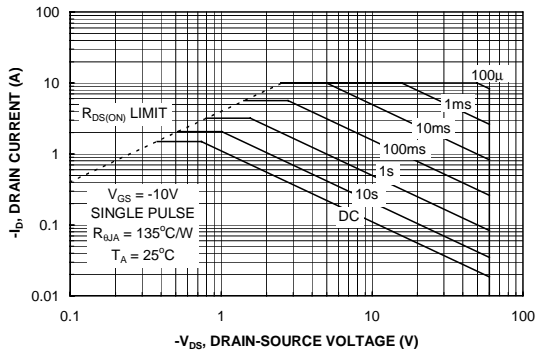 100
10
1
0.1
0.01
0.1
1
10
100
-I_D, DRAIN CURRENT (A)
-V_DS, DRAIN-SOURCE VOLTAGE (V)
R_DS(ON) LIMIT
100µ
1ms
10ms
100ms
1s
10s
DC
V_GS = -10V
SINGLE PULSE
R_θJA = 135°C/W
T_A = 25°C